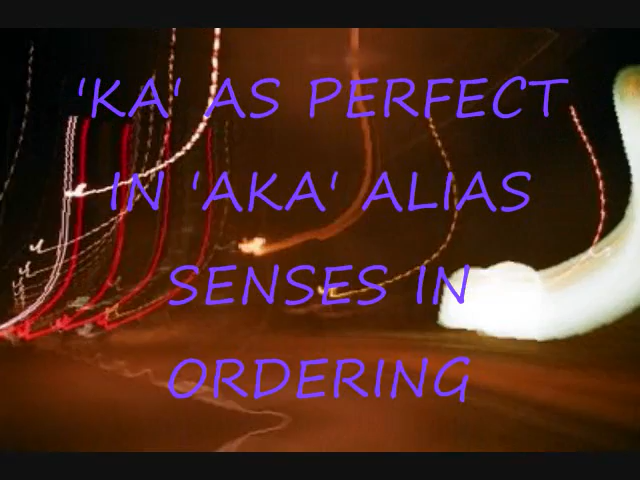 'KA' AS PERFECT
IN 'AKA' ALIAS
SENSES IN
ORDERING